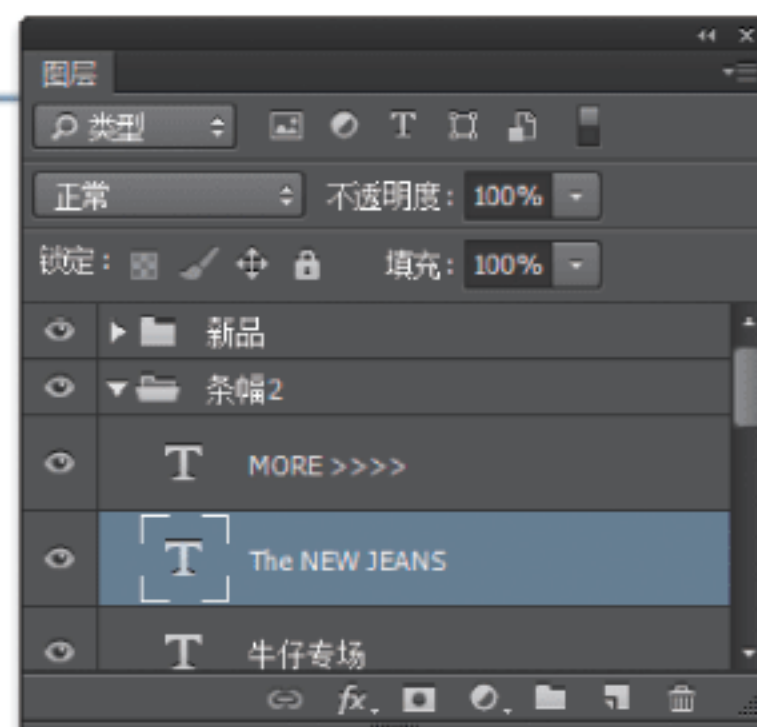 图层
类型
正常 不透明度: 100%
锁定: 填充: 100%
新品
条幅2
T MORE >>>>
T The NEW JEANS
T 牛仔专场
fx.